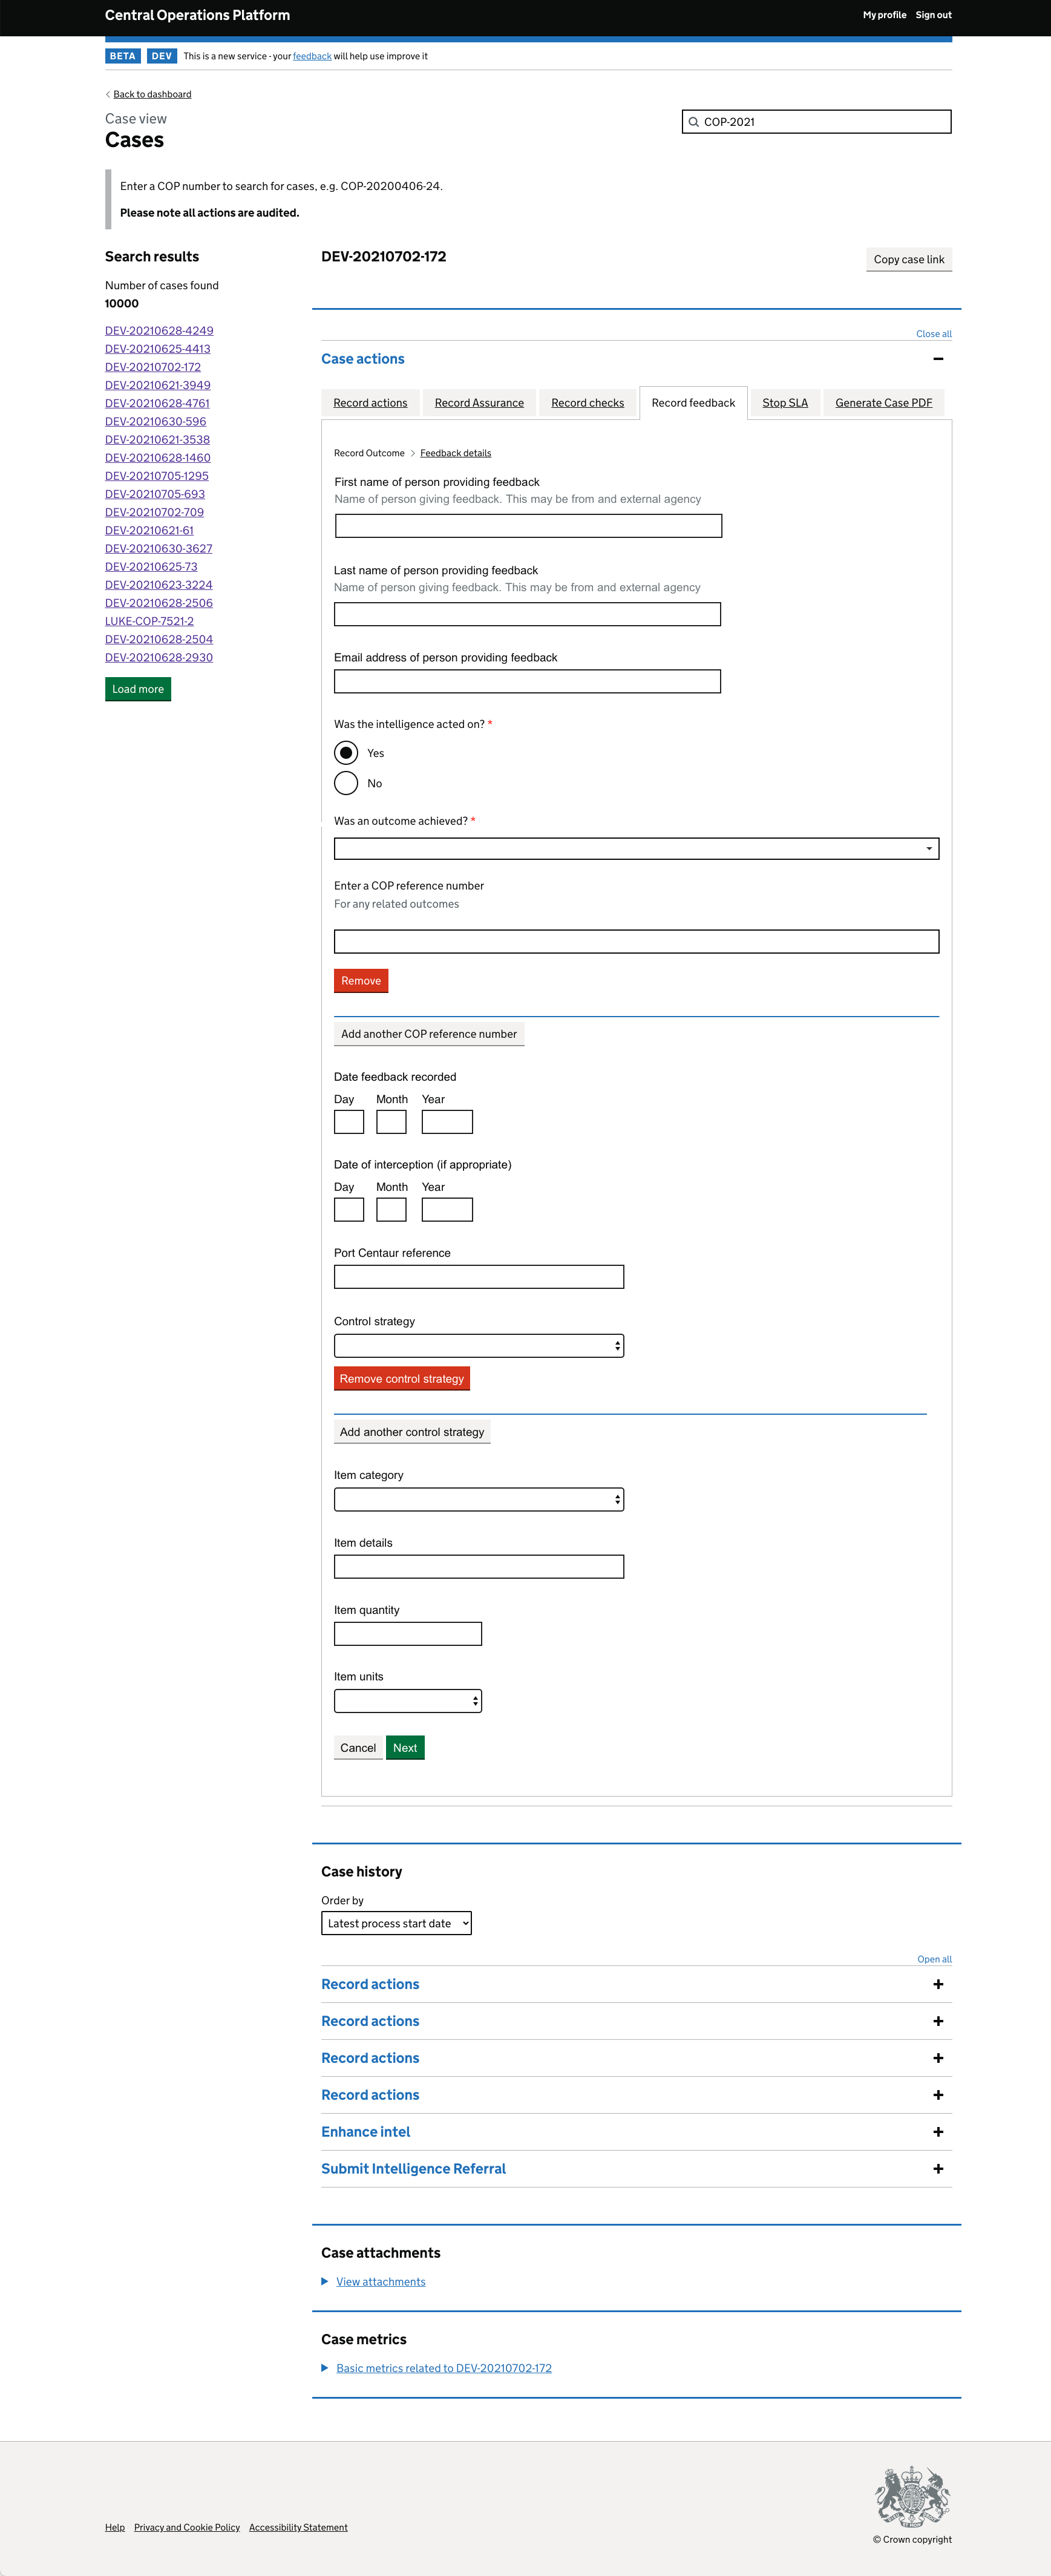 Central Operations Platform
My profile Sign out
BETA DEV This is a new service - your feedback will help use improve it
Back to dashboard
Case view
Cases
COP-2021
Enter a COP number to search for cases, e.g. COP-20200406-24.
Please note all actions are audited.
Search results
Number of cases found
10000
DEV-20210628-4249
DEV-20210625-4413
DEV-20210702-172
DEV-20210621-3949
DEV-20210628-4761
DEV-20210630-596
DEV-20210621-3538
DEV-20210628-1460
DEV-20210705-1295
DEV-20210705-693
DEV-20210702-709
DEV-20210621-61
DEV-20210630-3627
DEV-20210625-73
DEV-20210623-3224
DEV-20210628-2506
LUKE-COP-7521-2
DEV-20210628-2504
DEV-20210628-2930
Load more
DEV-20210702-172
Copy case link
Close all
Case actions
Record actions Record Assurance Record checks Record feedback Stop SLA Generate Case PDF
Record Outcome Feedback details
First name of person providing feedback
Name of person giving feedback. This may be from and external agency
Last name of person providing feedback
Name of person giving feedback. This may be from and external agency
Email address of person providing feedback
Was the intelligence acted on? *
Yes
No
Was an outcome achieved? *
Enter a COP reference number
For any related outcomes
Remove
Add another COP reference number
Date feedback recorded
Day Month Year
Date of interception (if appropriate)
Day Month Year
Port Centaur reference
Control strategy
Remove control strategy
Add another control strategy
Item category
Item details
Item quantity
Item units
Cancel Next
Case history
Order by
Latest process start date
Open all
Record actions
Record actions
Record actions
Record actions
Enhance intel
Submit Intelligence Referral
Case attachments
View attachments
Case metrics
Basic metrics related to DEV-20210702-172
Help Privacy and Cookie Policy Accessibility Statement
© Crown copyright